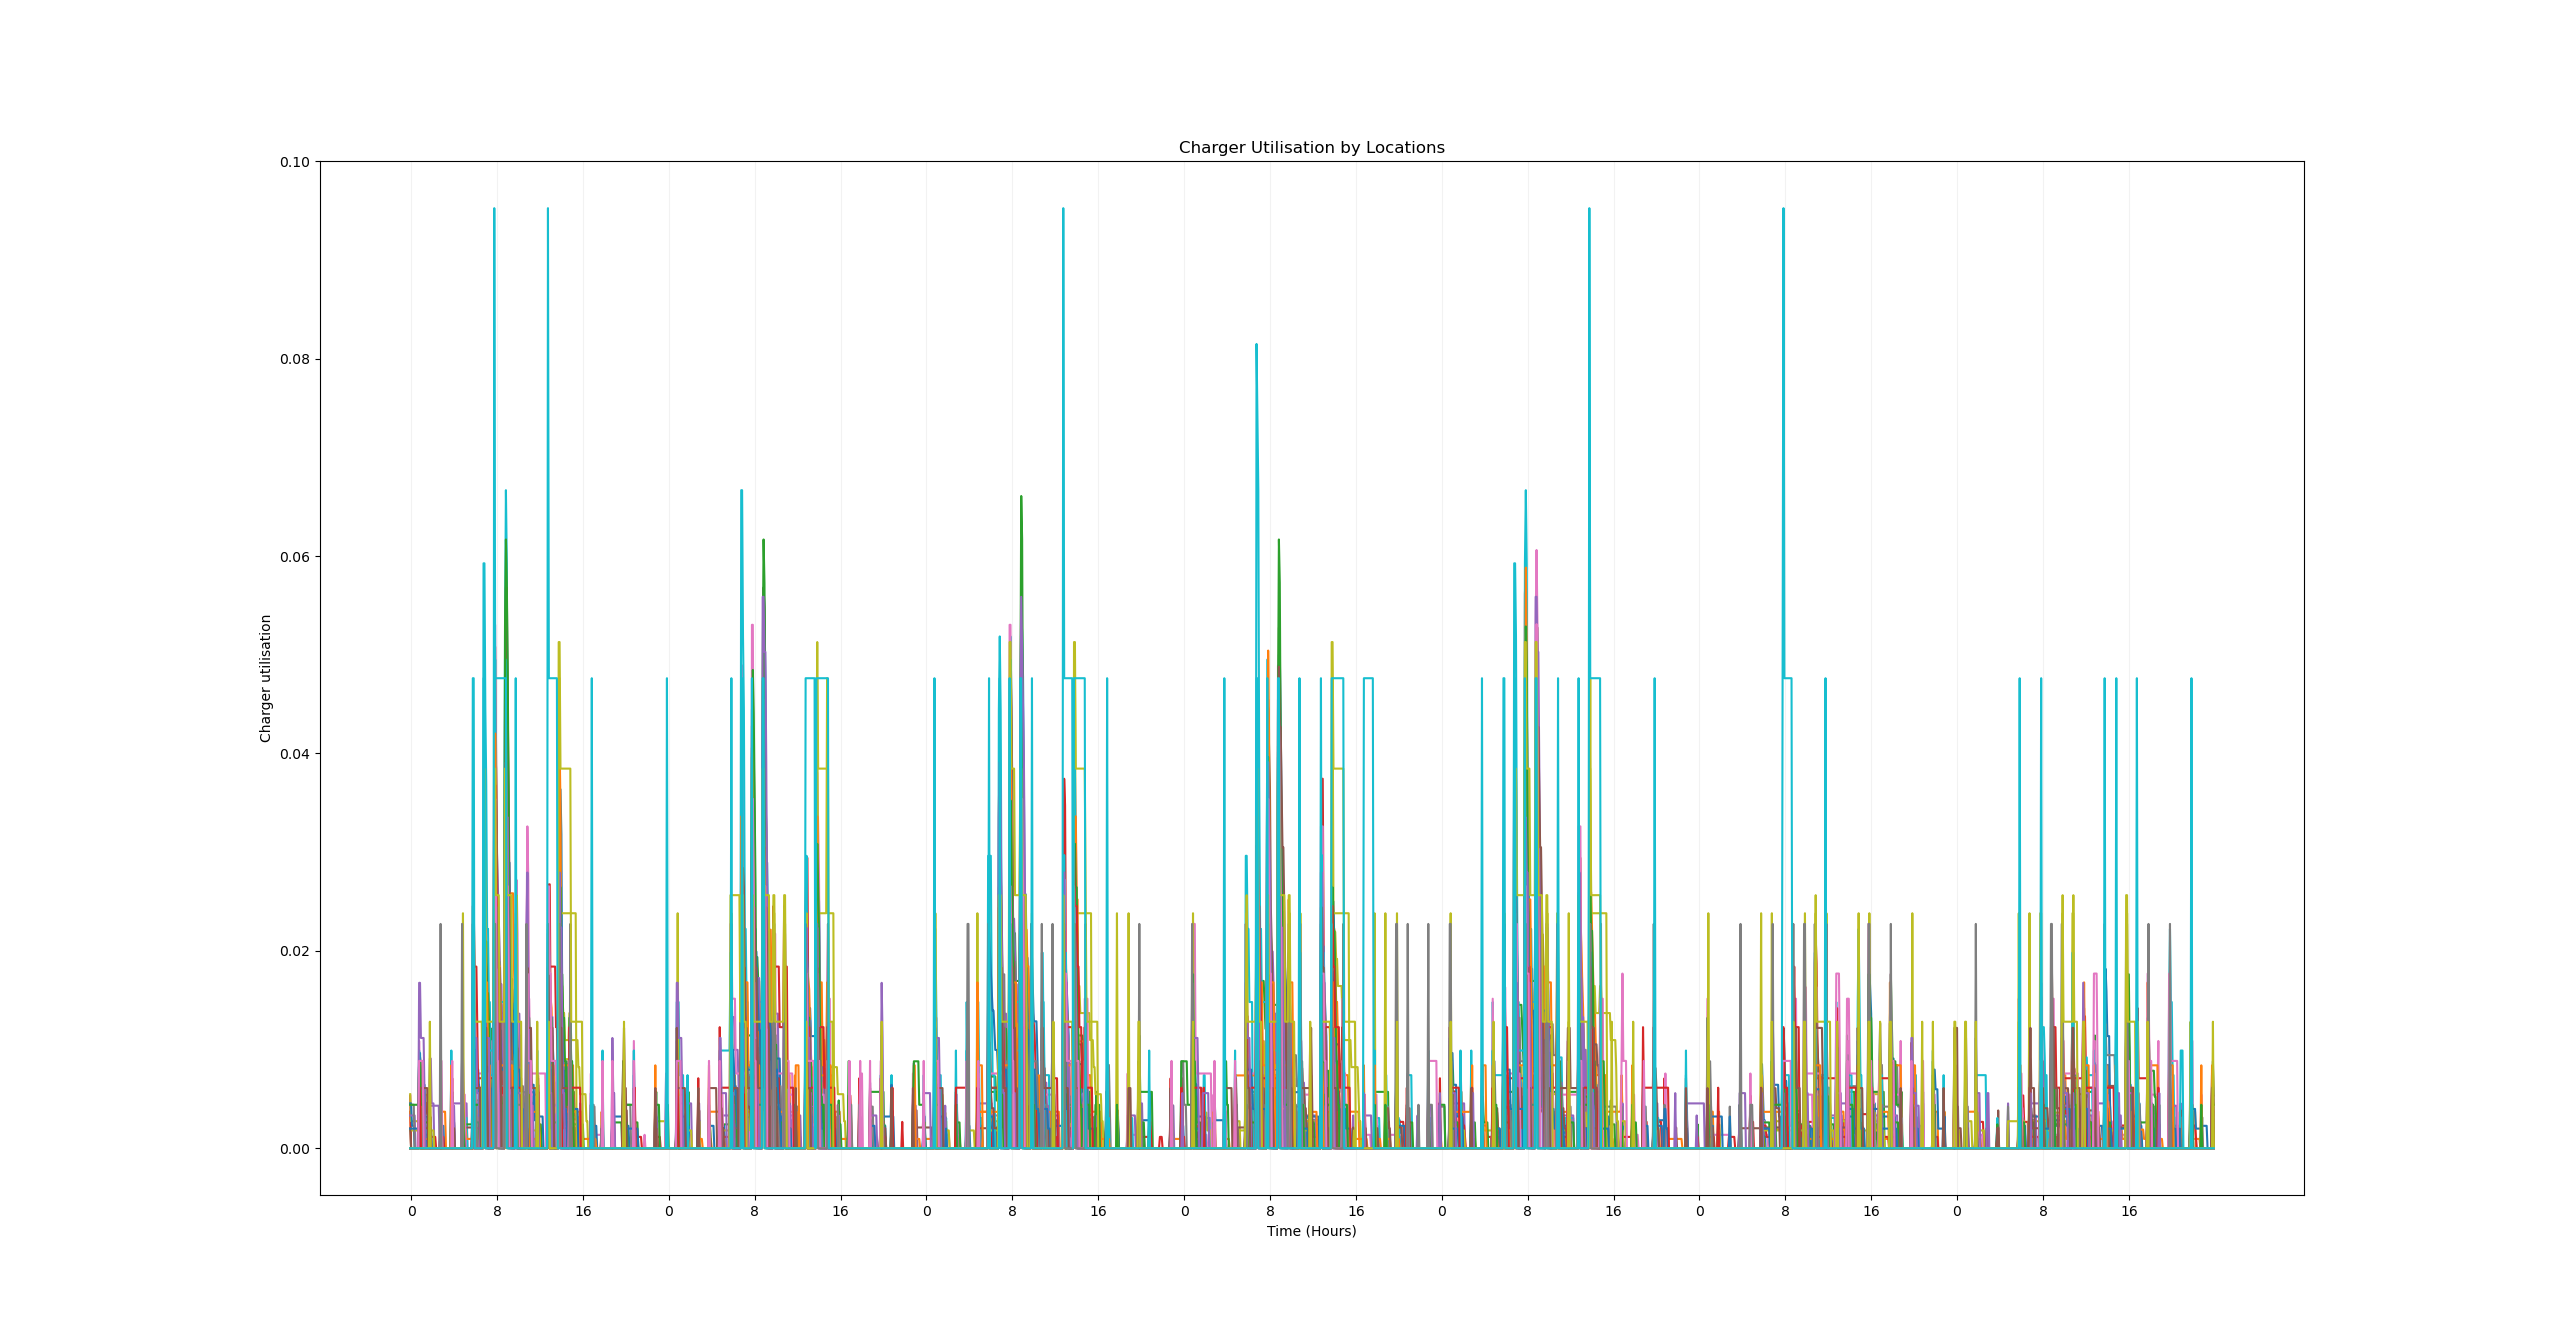 Charger Utilisation by Locations
0.10
0.08
0.06
0.04
0.02
0.00
Charger utilisation
0 8 16 0 8 16 0 8 16 0 8 16 0 8 16 0 8 16 0 8 16
Time (Hours)